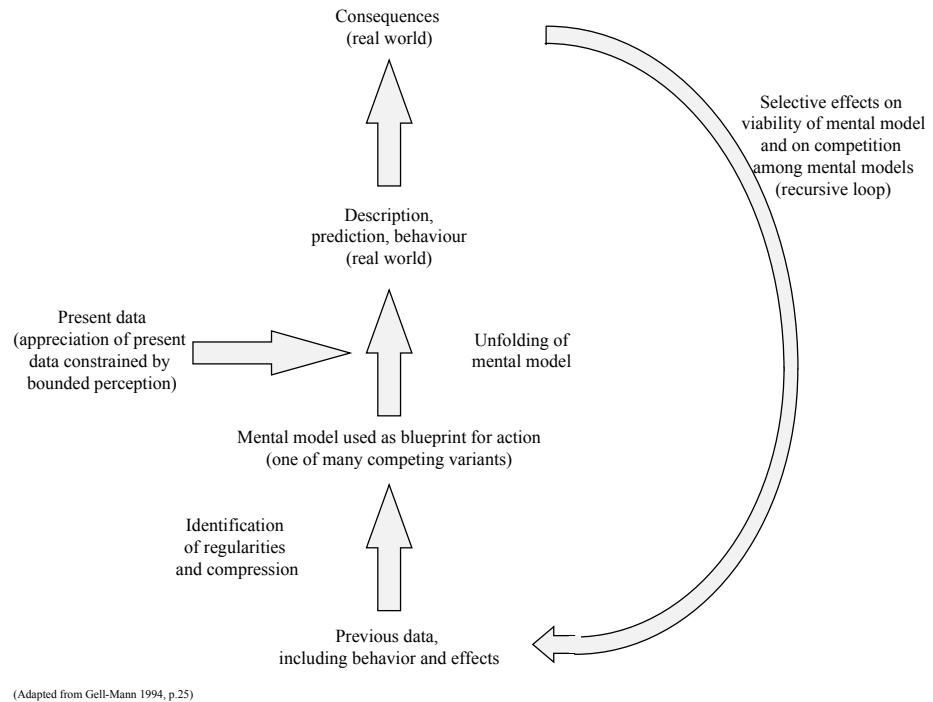 Consequences
(real world)
Selective effects on
viability of mental model
and on competition
among mental models
(recursive loop)
Description,
prediction, behaviour
(real world)
Present data
(appreciation of present
data constrained by
bounded perception)
Unfolding of
mental model
Mental model used as blueprint for action
(one of many competing variants)
Identification
of regularities
and compression
Previous data,
including behavior and effects
(Adapted from Gell-Mann 1994, p.25)